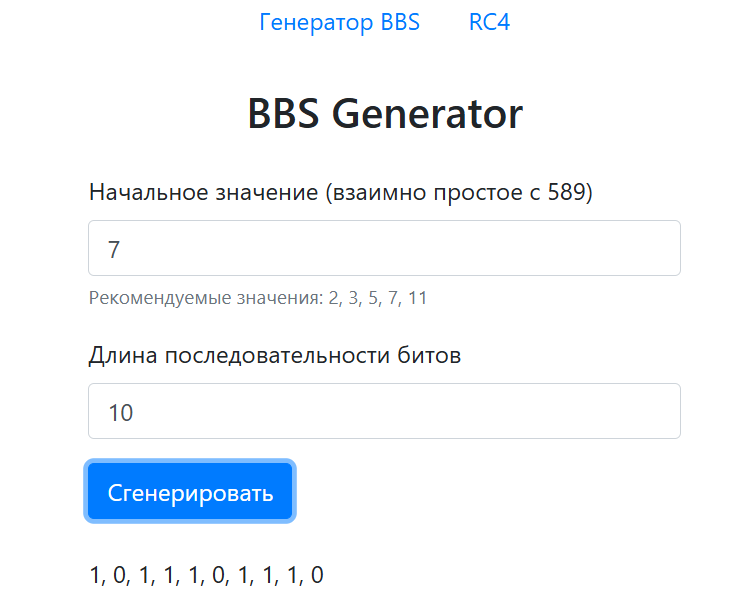 Генератор BBS RC4
BBS Generator
Начальное значение (взаимно простое с 589)
7
Рекомендуемые значения: 2, 3, 5, 7, 11
Длина последовательности битов
10
Сгенерировать
1, 0, 1, 1, 1, 0, 1, 1, 1, 0